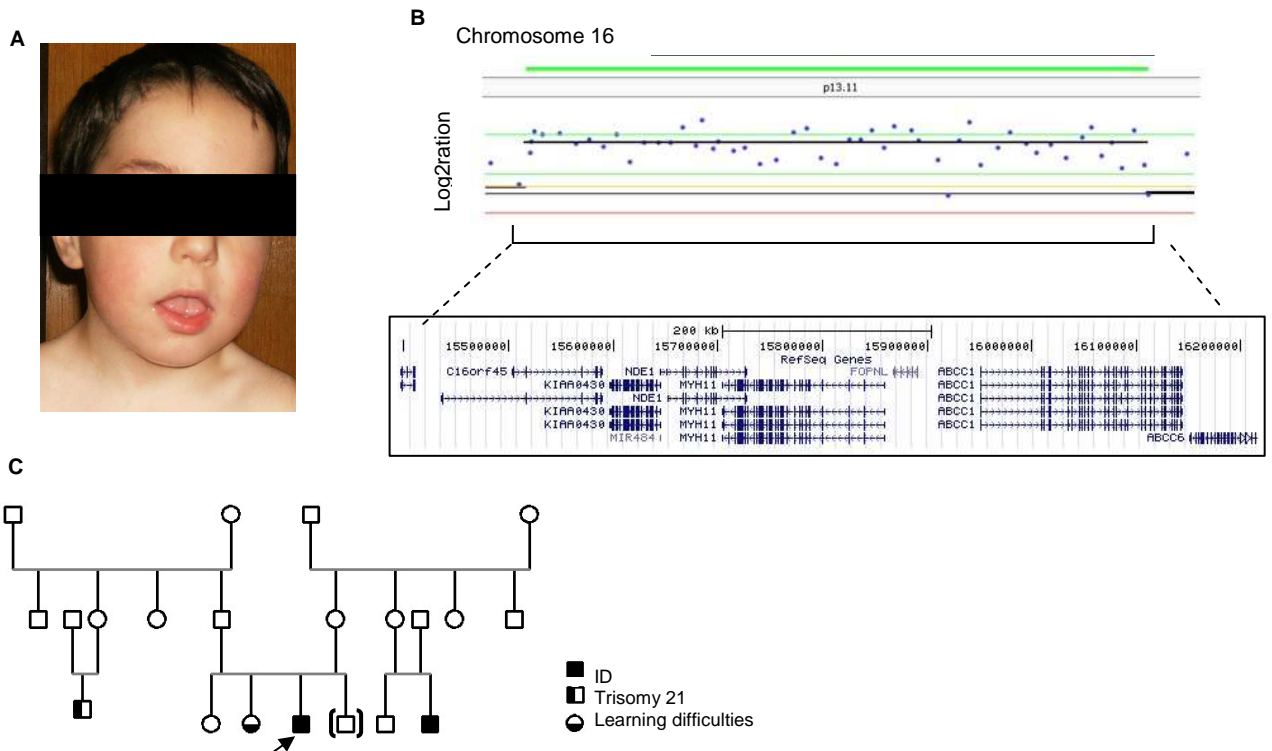 A
B
Chromosome 16
p13.11
Log2ration
200 kb
15500000 15600000 15700000 15800000 15900000 16000000 16100000 16200000
RefSeq Genes
C16orf45 NDE1 FOPNL ABCC1
KIAA0430 MYH11 ABCC1
NDE1 ABCC1
KIAA0430 MYH11 ABCC1
KIAA0430 MYH11 ABCC1
MIR484 MYH11 ABCC6
C
ID
Trisomy 21
Learning difficulties